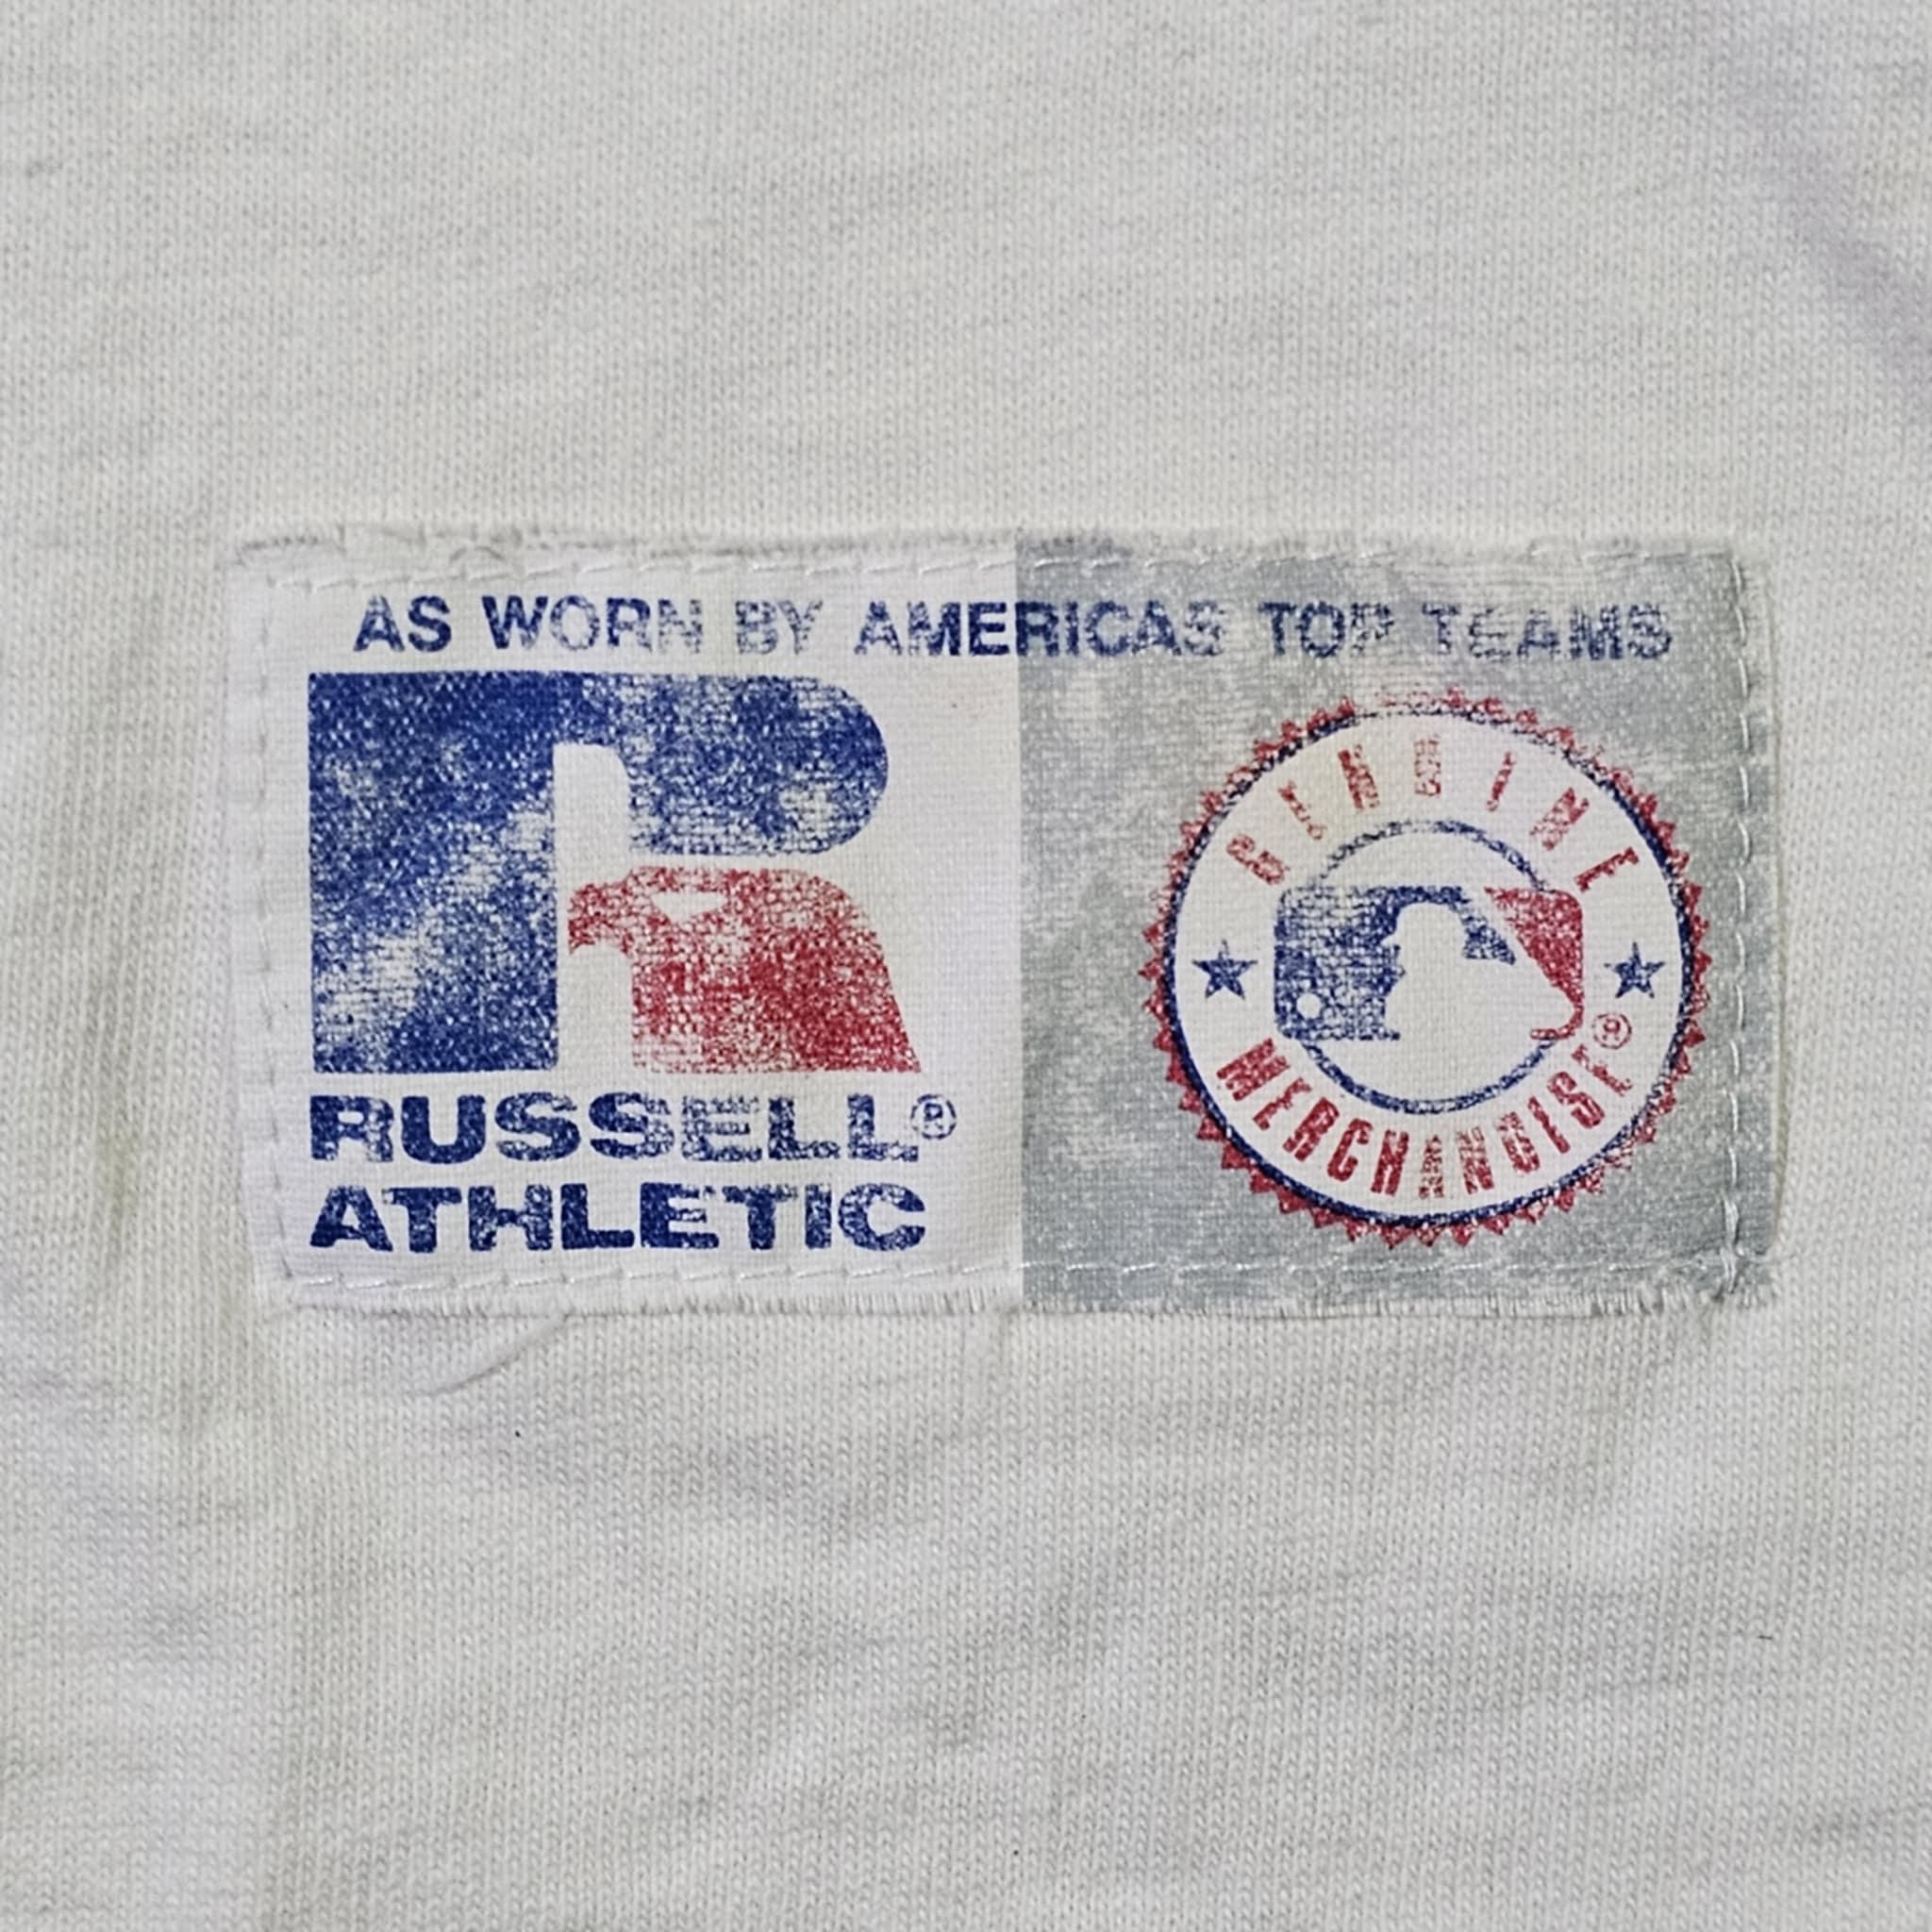 AS WORN BY AMERICAS TOP TEAMS
RUSSELL®
ATHLETIC
GENUINE
MERCHANDISE®